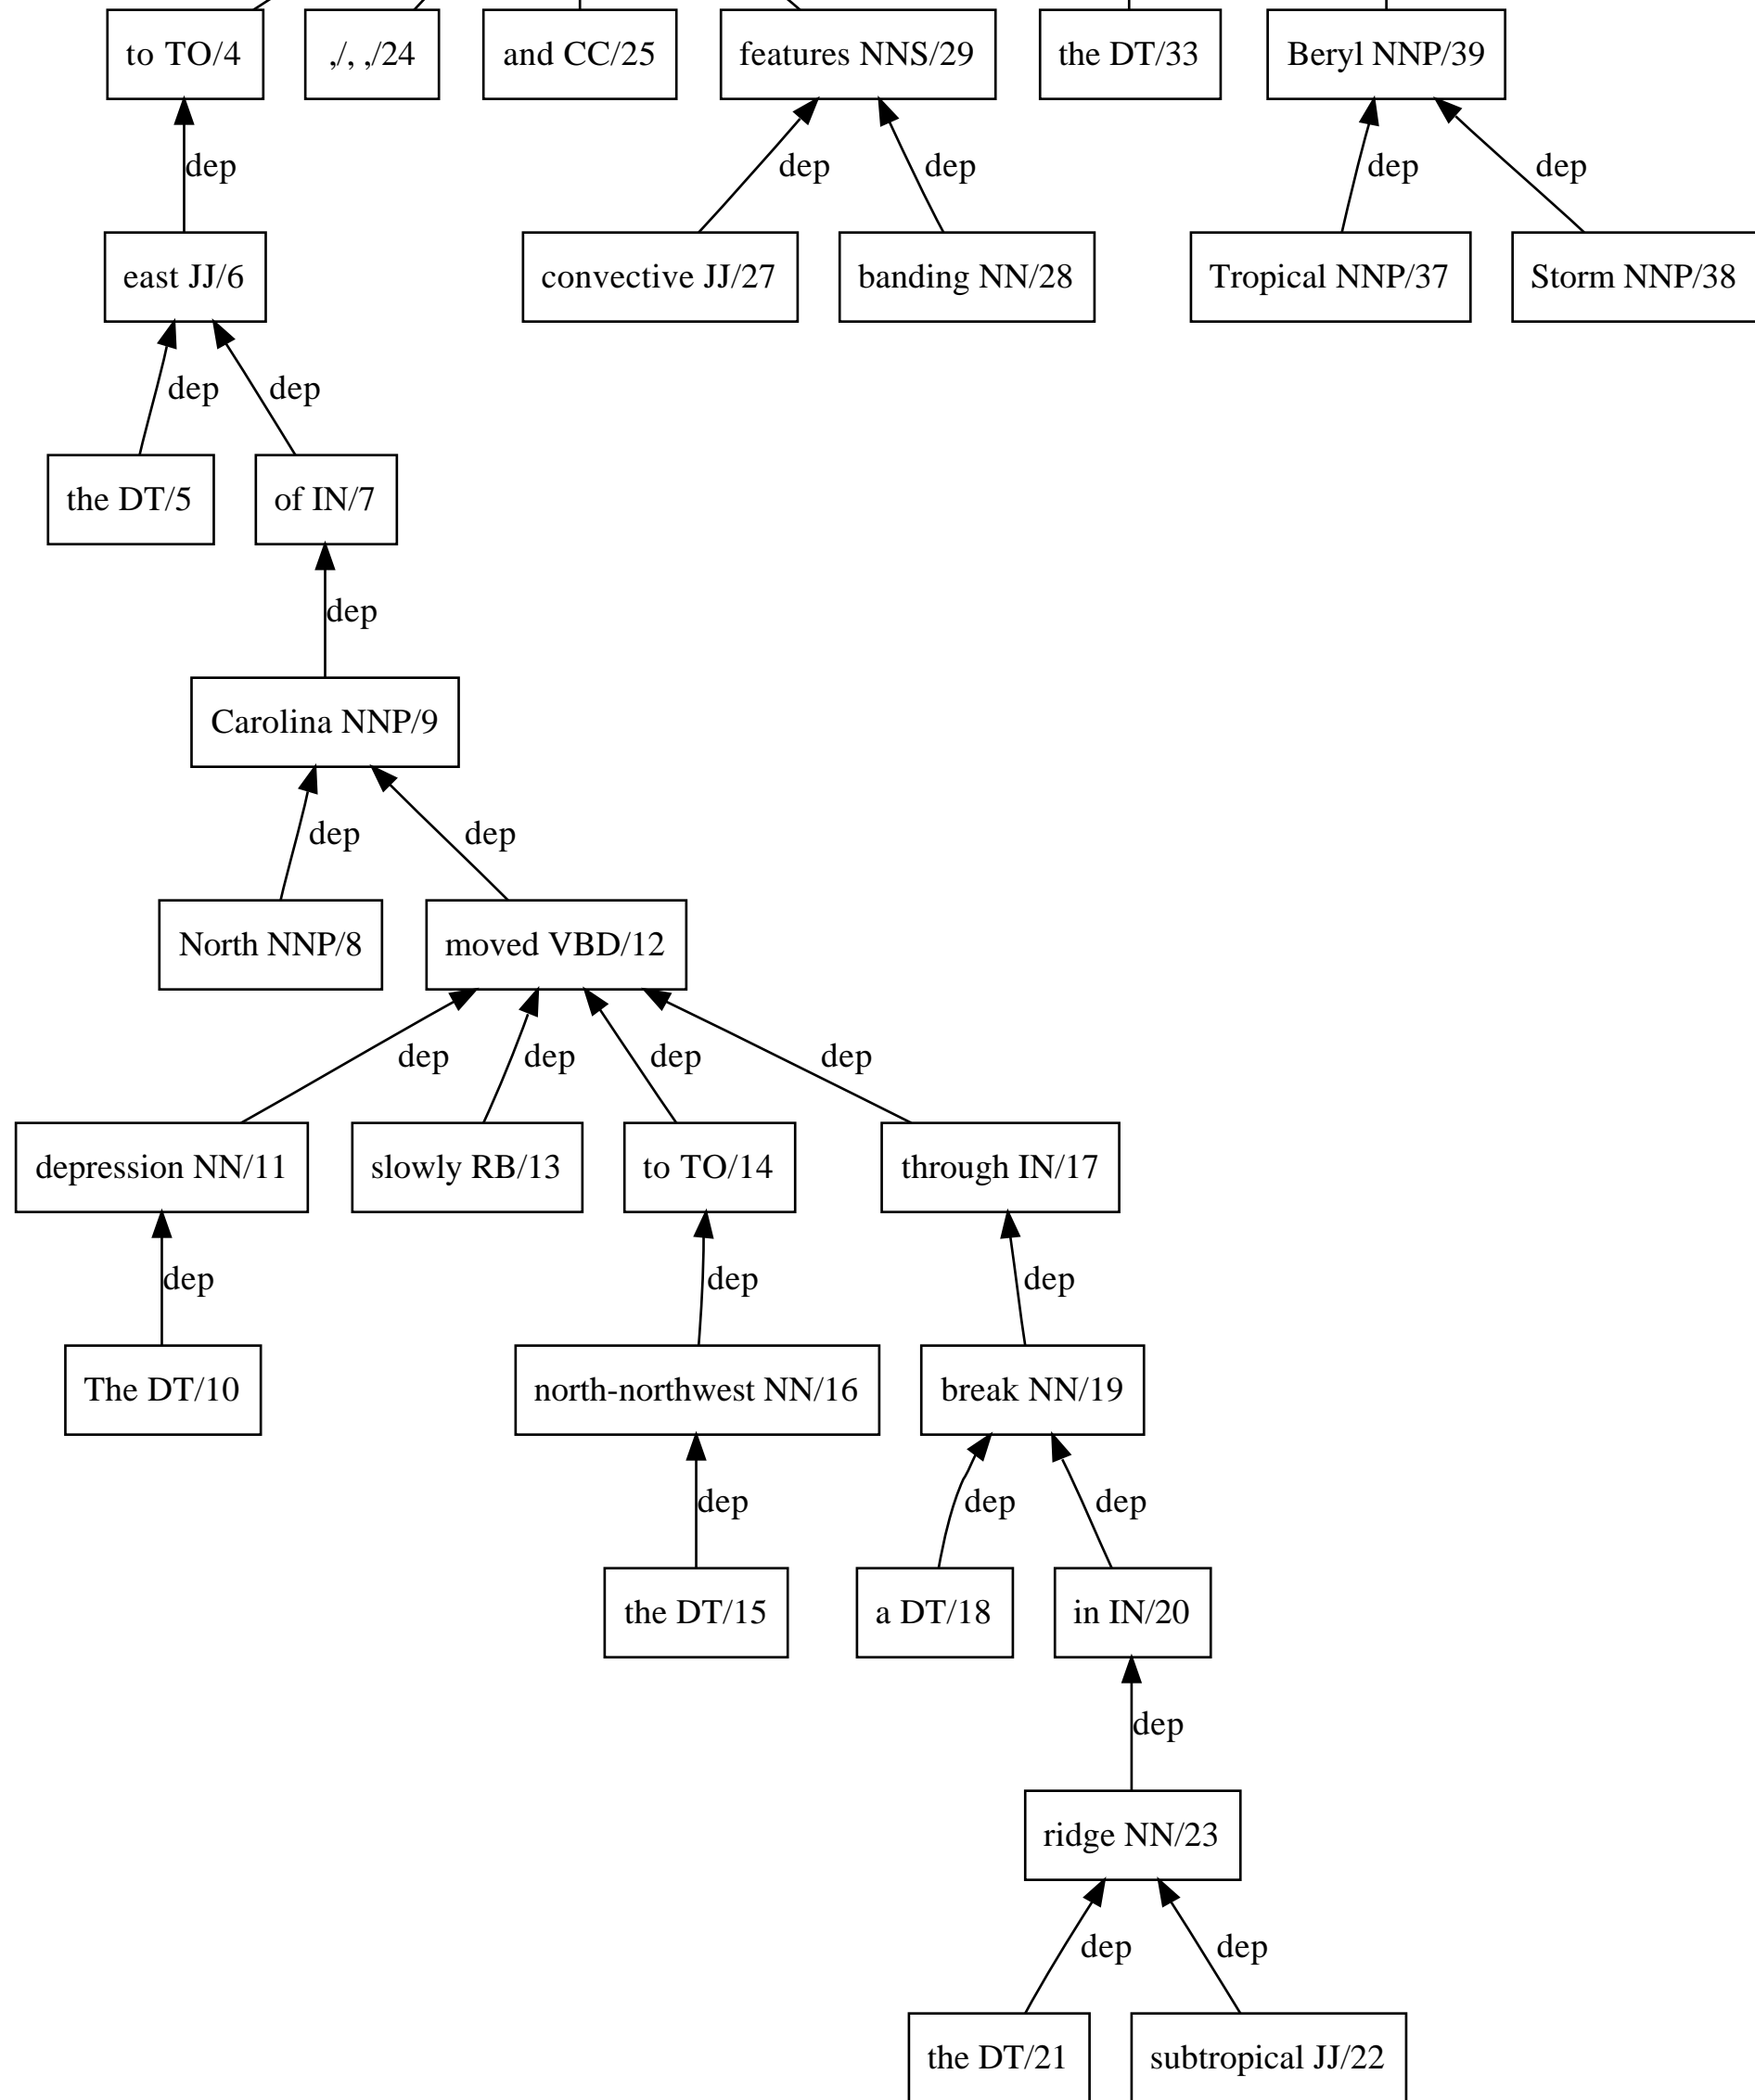 to TO/4 ,/, ,/24 and CC/25 features NNS/29 the DT/33 Beryl NNP/39
dep dep dep dep dep
east JJ/6 convective JJ/27 banding NN/28 Tropical NNP/37 Storm NNP/38
dep dep
the DT/5 of IN/7
dep
Carolina NNP/9
dep dep
North NNP/8 moved VBD/12
dep dep dep dep
depression NN/11 slowly RB/13 to TO/14 through IN/17
dep dep dep
The DT/10 north-northwest NN/16 break NN/19
dep dep dep
the DT/15 a DT/18 in IN/20
dep
ridge NN/23
dep dep
the DT/21 subtropical JJ/22